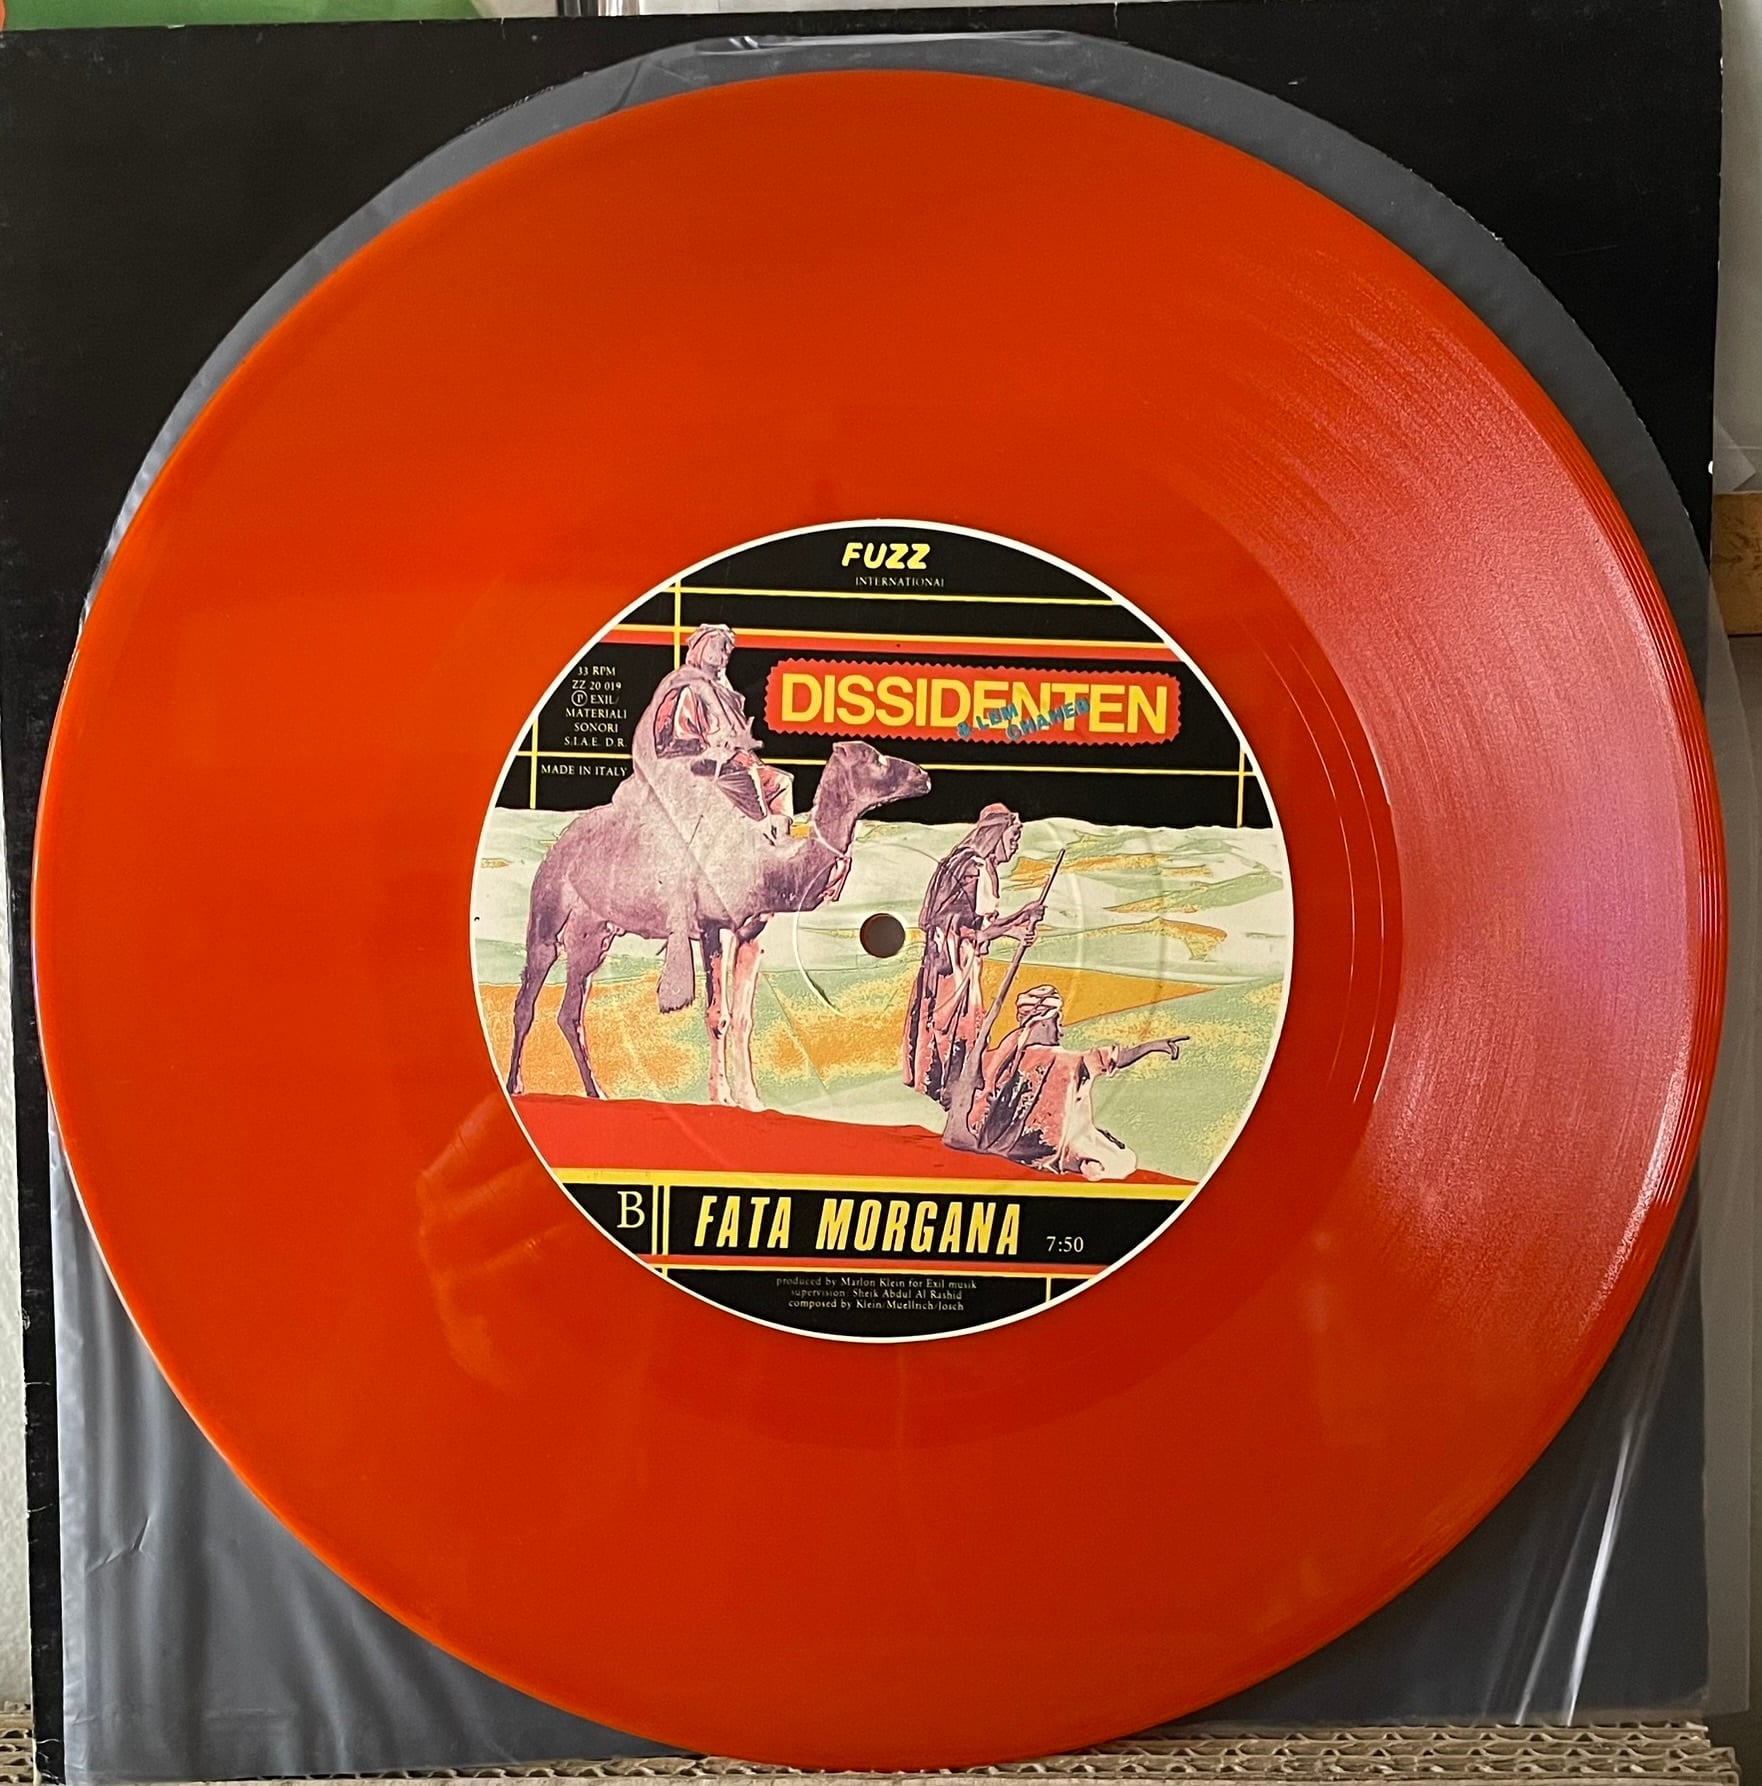 FUZZ
INTERNATIONAL
33 RPM
ZZ 20 019
Ⓟ EXIL/
MATERIALI
SONORI
S.I.A.E. D.R.
MADE IN ITALY
DISSIDENTEN
& LEM
CHAHEB
B FATA MORGANA 7:50
produced by Marlon Klein for Exil musik
supervision: Sheik Abdul Al Rashid
composed by Klein/Muellrich/Josch